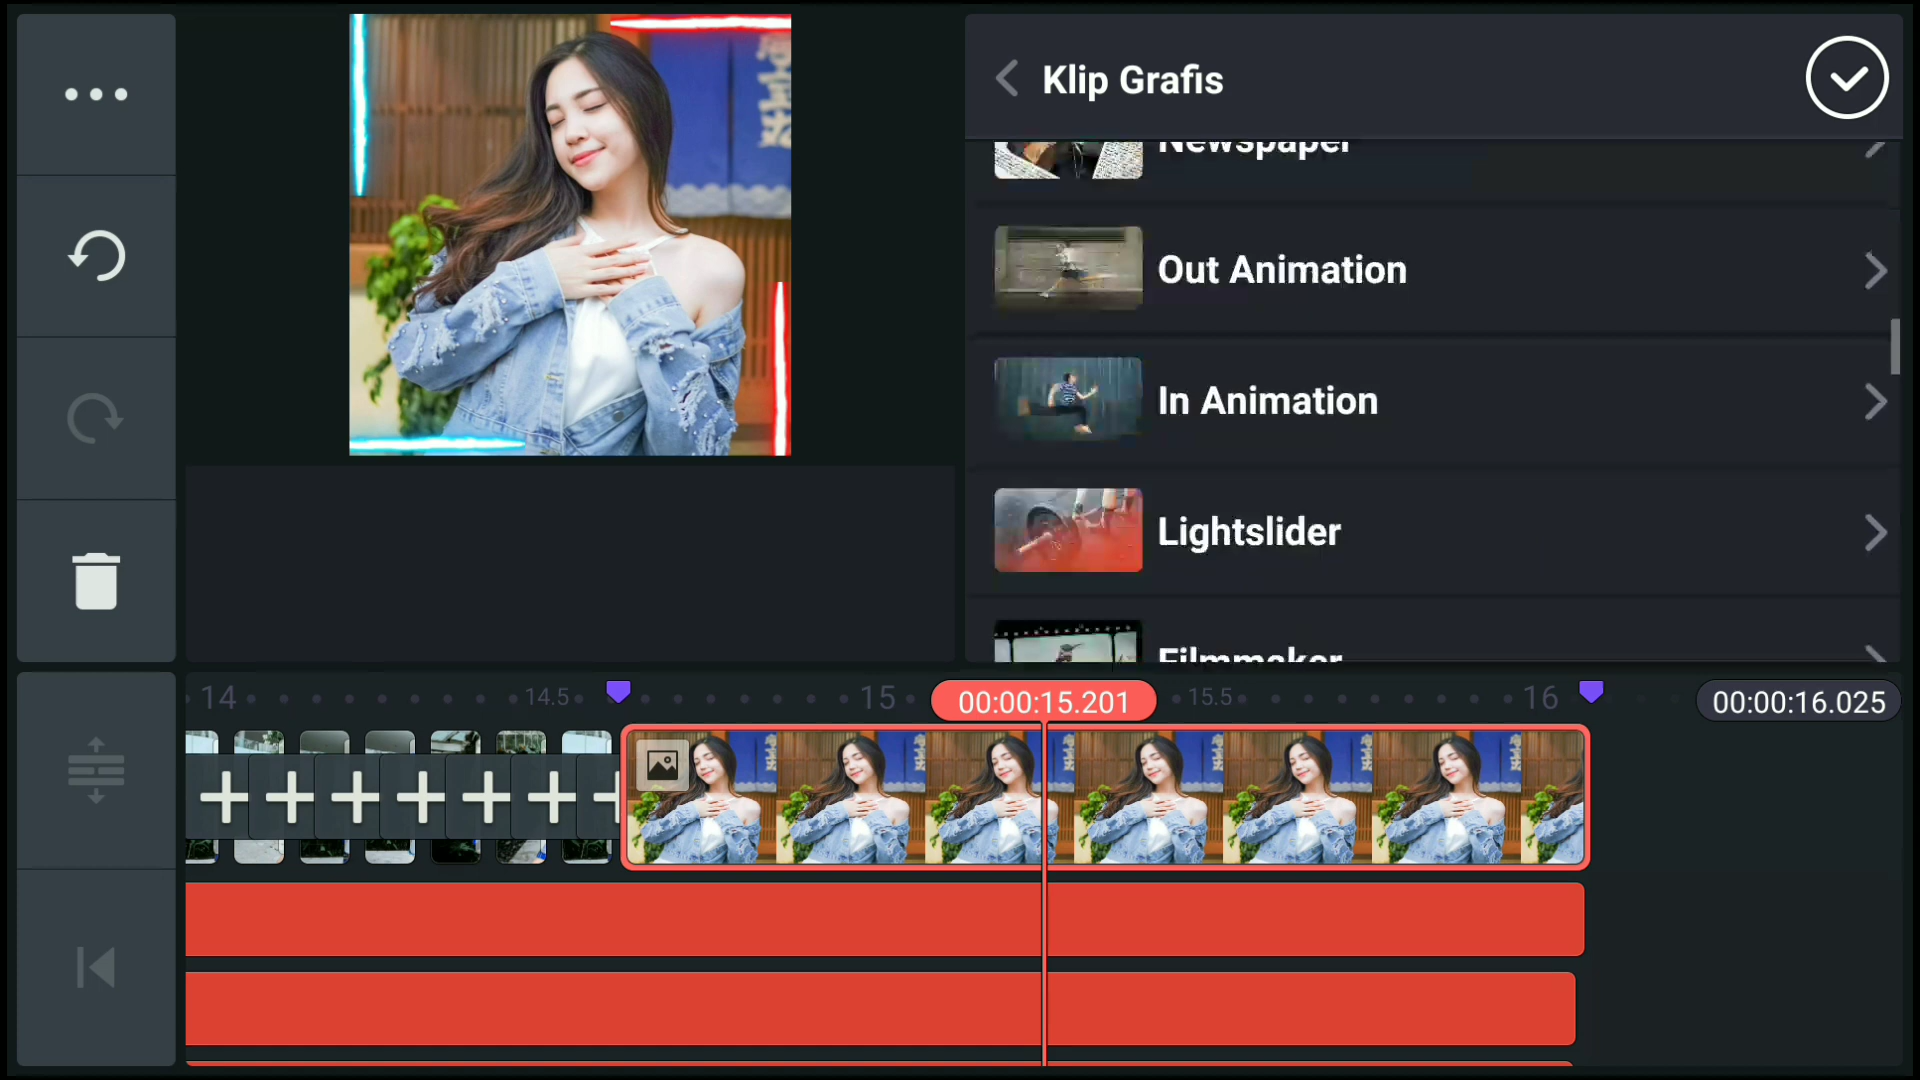 Klip Grafis
Newspaper
Out Animation
In Animation
Lightslider
Filmmaker
14
14.5
15
00:00:15.201
15.5
16
00:00:16.025